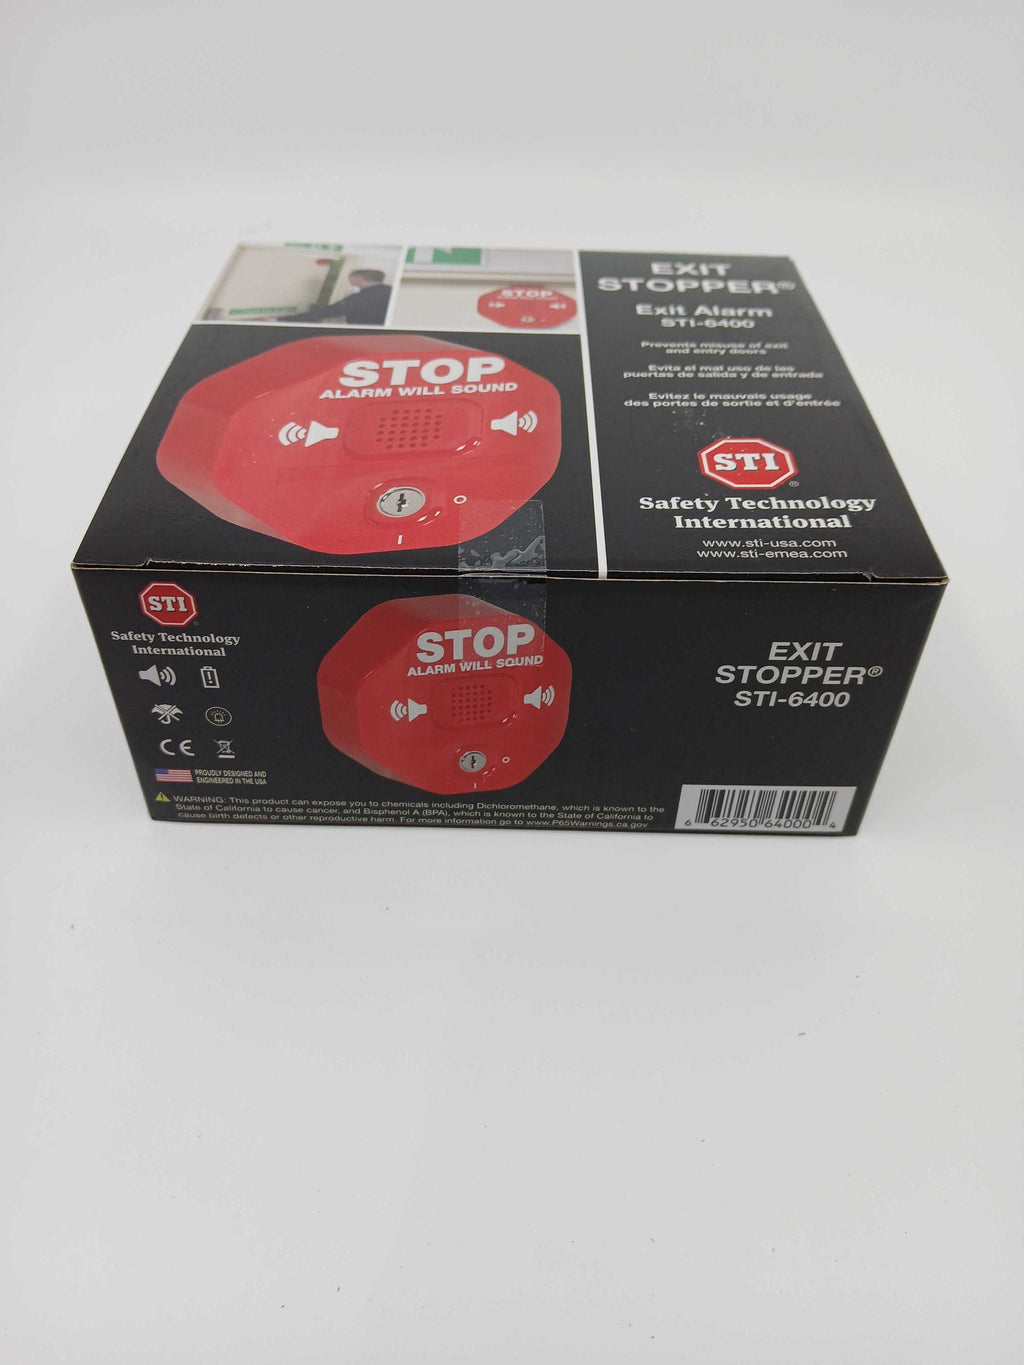 STOP
EXIT
STOPPER®
Exit Alarm
STI-6400
Prevents misuse of exit
and entry doors
Evita el mal uso de las
puertas de salida y de entrada
Evitez le mauvais usage
des portes de sortie et d'entrée
STOP
ALARM WILL SOUND
O
I
STI®
Safety Technology
International
www.sti-usa.com
www.sti-emea.com
STI®
Safety Technology
International
CE
PROUDLY DESIGNED AND
ENGINEERED IN THE USA
STOP
ALARM WILL SOUND
O
I
EXIT
STOPPER®
STI-6400
WARNING: This product can expose you to chemicals including Dichloromethane, which is known to the
State of California to cause cancer, and Bisphenol A (BPA), which is known to the State of California to
cause birth defects or other reproductive harm. For more information go to www.P65Warnings.ca.gov
6 62950 64000 4